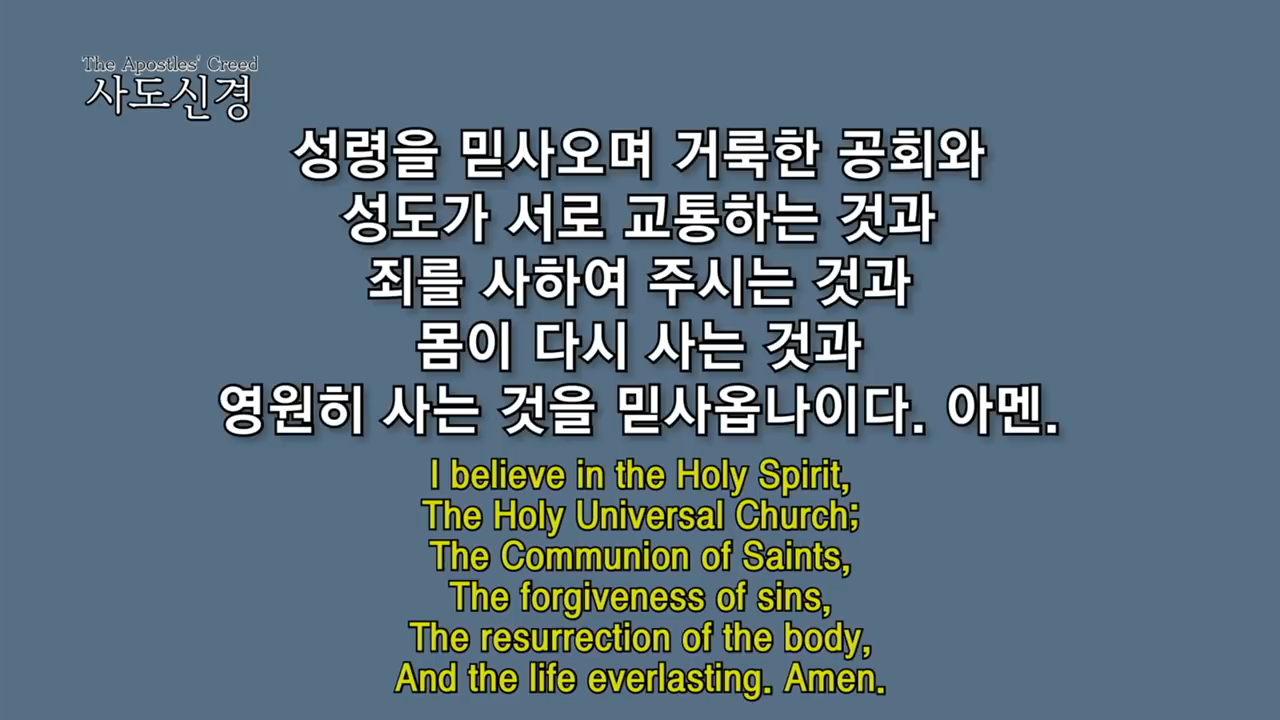 The Apostles' Creed
사도신경
성령을 믿사오며 거룩한 공회와
성도가 서로 교통하는 것과
죄를 사하여 주시는 것과
몸이 다시 사는 것과
영원히 사는 것을 믿사옵나이다. 아멘.
I believe in the Holy Spirit,
The Holy Universal Church;
The Communion of Saints,
The forgiveness of sins,
The resurrection of the body,
And the life everlasting. Amen.